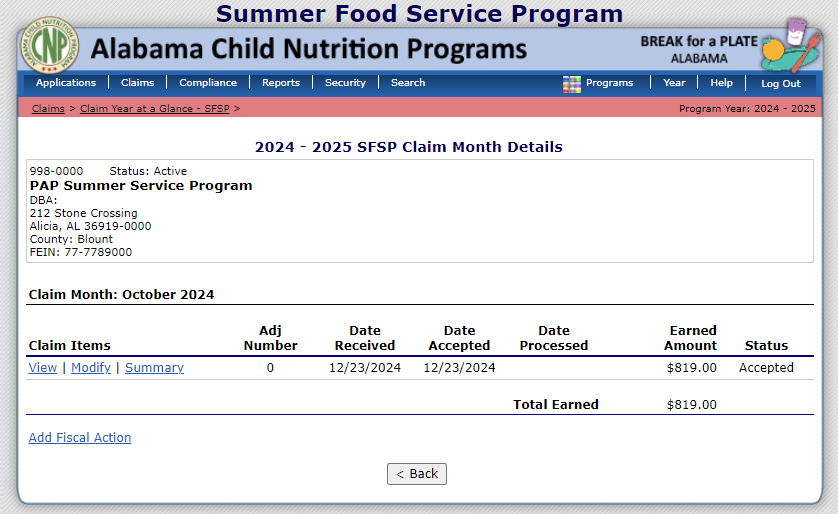 Summer Food Service Program
ALABAMA CHILD NUTRITION PROGRAMS
CNP
Alabama Child Nutrition Programs
BREAK for a PLATE
ALABAMA
Applications | Claims | Compliance | Reports | Security | Search
Programs | Year | Help | Log Out
Claims > Claim Year at a Glance - SFSP >
Program Year: 2024 - 2025
2024 - 2025 SFSP Claim Month Details
998-0000 Status: Active
PAP Summer Service Program
DBA:
212 Stone Crossing
Alicia, AL 36919-0000
County: Blount
FEIN: 77-7789000
Claim Month: October 2024
Claim Items Adj Number Date Received Date Accepted Date Processed Earned Amount Status
View | Modify | Summary 0 12/23/2024 12/23/2024 $819.00 Accepted
Total Earned $819.00
Add Fiscal Action
< Back